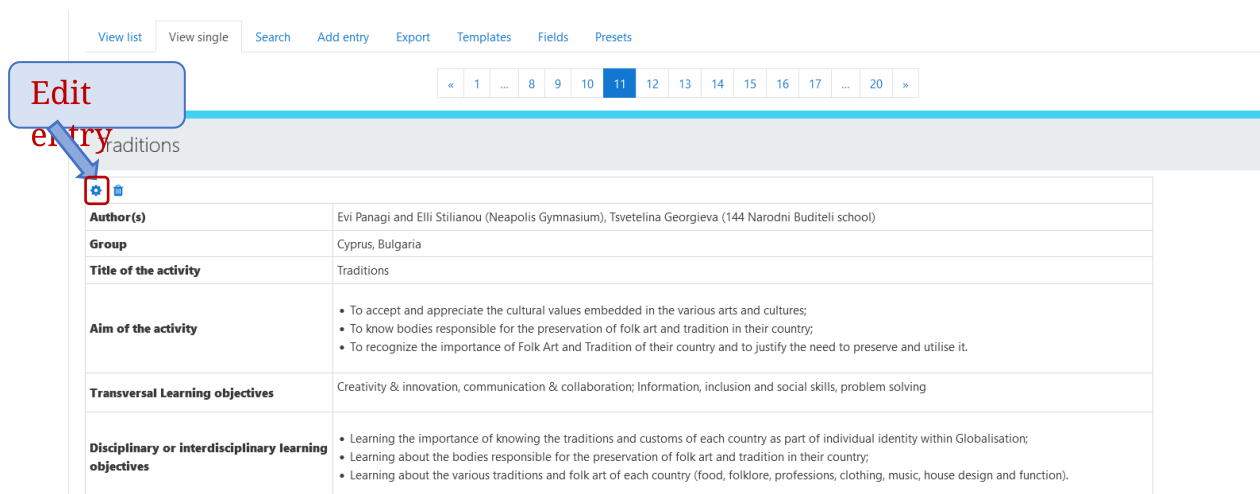 View list View single Search Add entry Export Templates Fields Presets
« 1 ... 8 9 10 11 12 13 14 15 16 17 ... 20 »
Edit
entry
Traditions
Author(s) Evi Panagi and Elli Stilianou (Neapolis Gymnasium), Tsvetelina Georgieva (144 Narodni Buditeli school)
Group Cyprus, Bulgaria
Title of the activity Traditions
• To accept and appreciate the cultural values embedded in the various arts and cultures;
Aim of the activity • To know bodies responsible for the preservation of folk art and tradition in their country;
• To recognize the importance of Folk Art and Tradition of their country and to justify the need to preserve and utilise it.
Transversal Learning objectives Creativity & innovation, communication & collaboration; Information, inclusion and social skills, problem solving
Disciplinary or interdisciplinary learning
objectives
• Learning the importance of knowing the traditions and customs of each country as part of individual identity within Globalisation;
• Learning about the bodies responsible for the preservation of folk art and tradition in their country;
• Learning about the various traditions and folk art of each country (food, folklore, professions, clothing, music, house design and function).